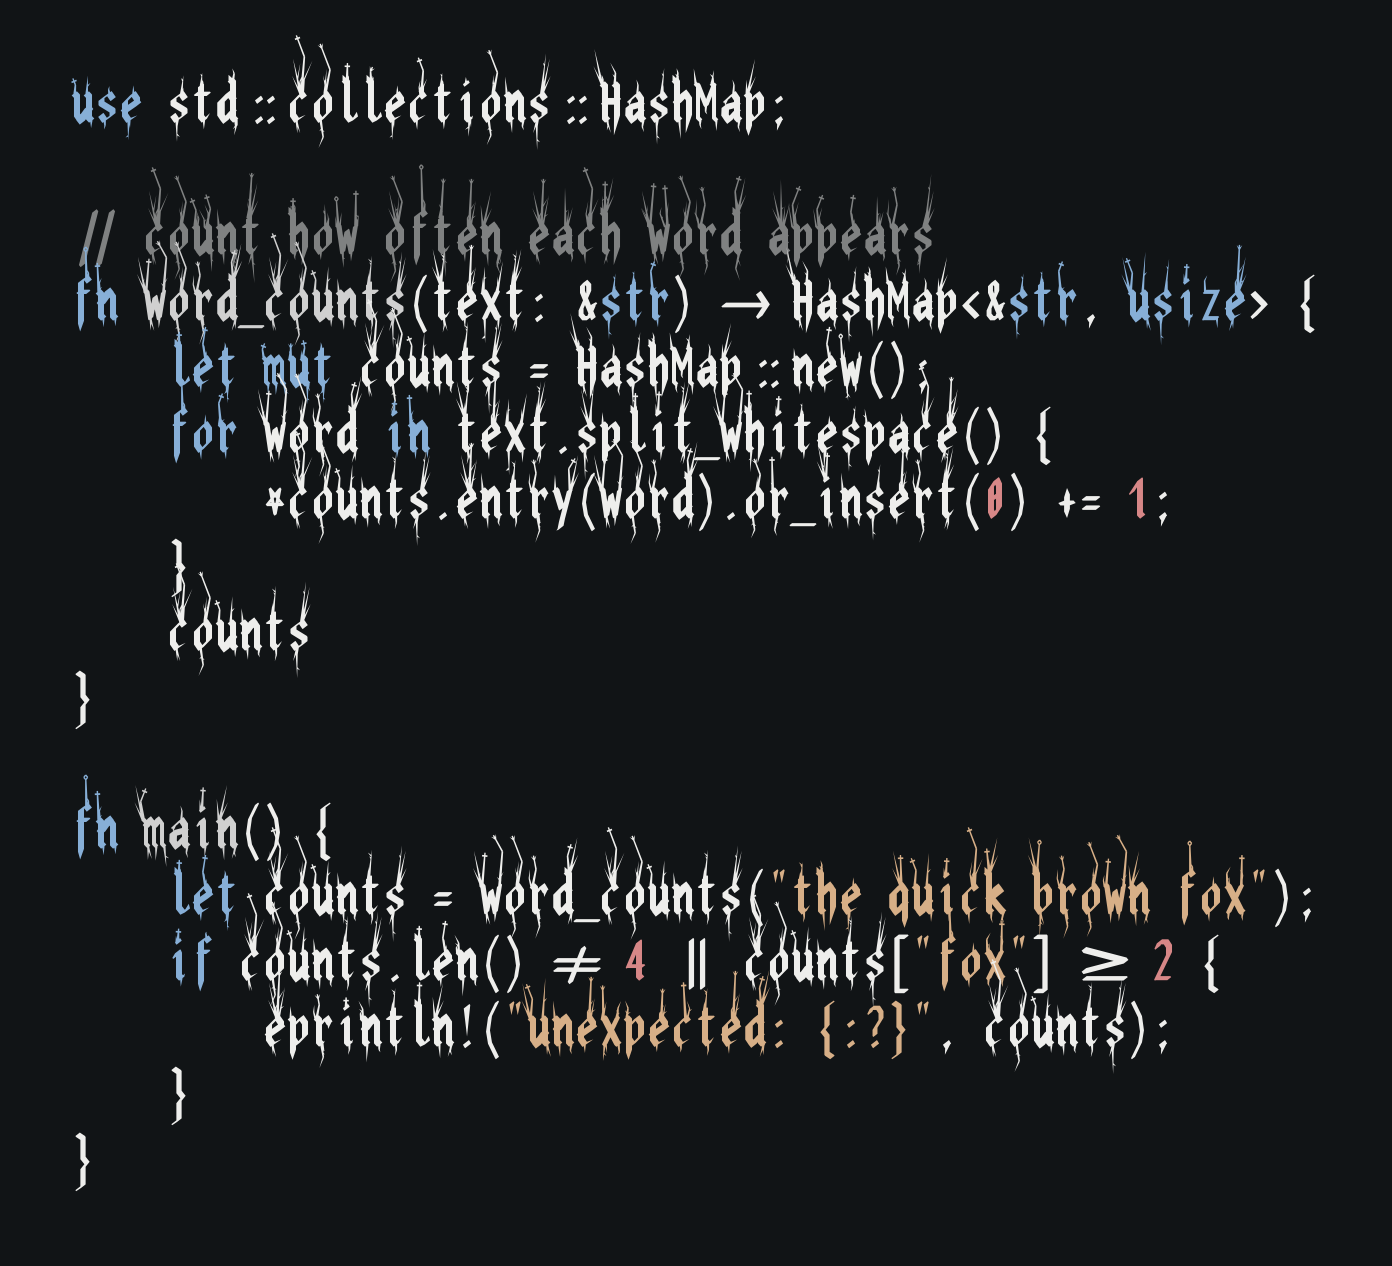 use std::collections::HashMap;

// count how often each word appears
fn word_counts(text: &str) -> HashMap<&str, usize> {
    let mut counts = HashMap::new();
    for word in text.split_whitespace() {
        *counts.entry(word).or_insert(0) += 1;
    }
    counts
}

fn main() {
    let counts = word_counts("the quick brown fox");
    if counts.len() != 4 || counts["fox"] >= 2 {
        eprintln!("unexpected: {:?}", counts);
    }
}